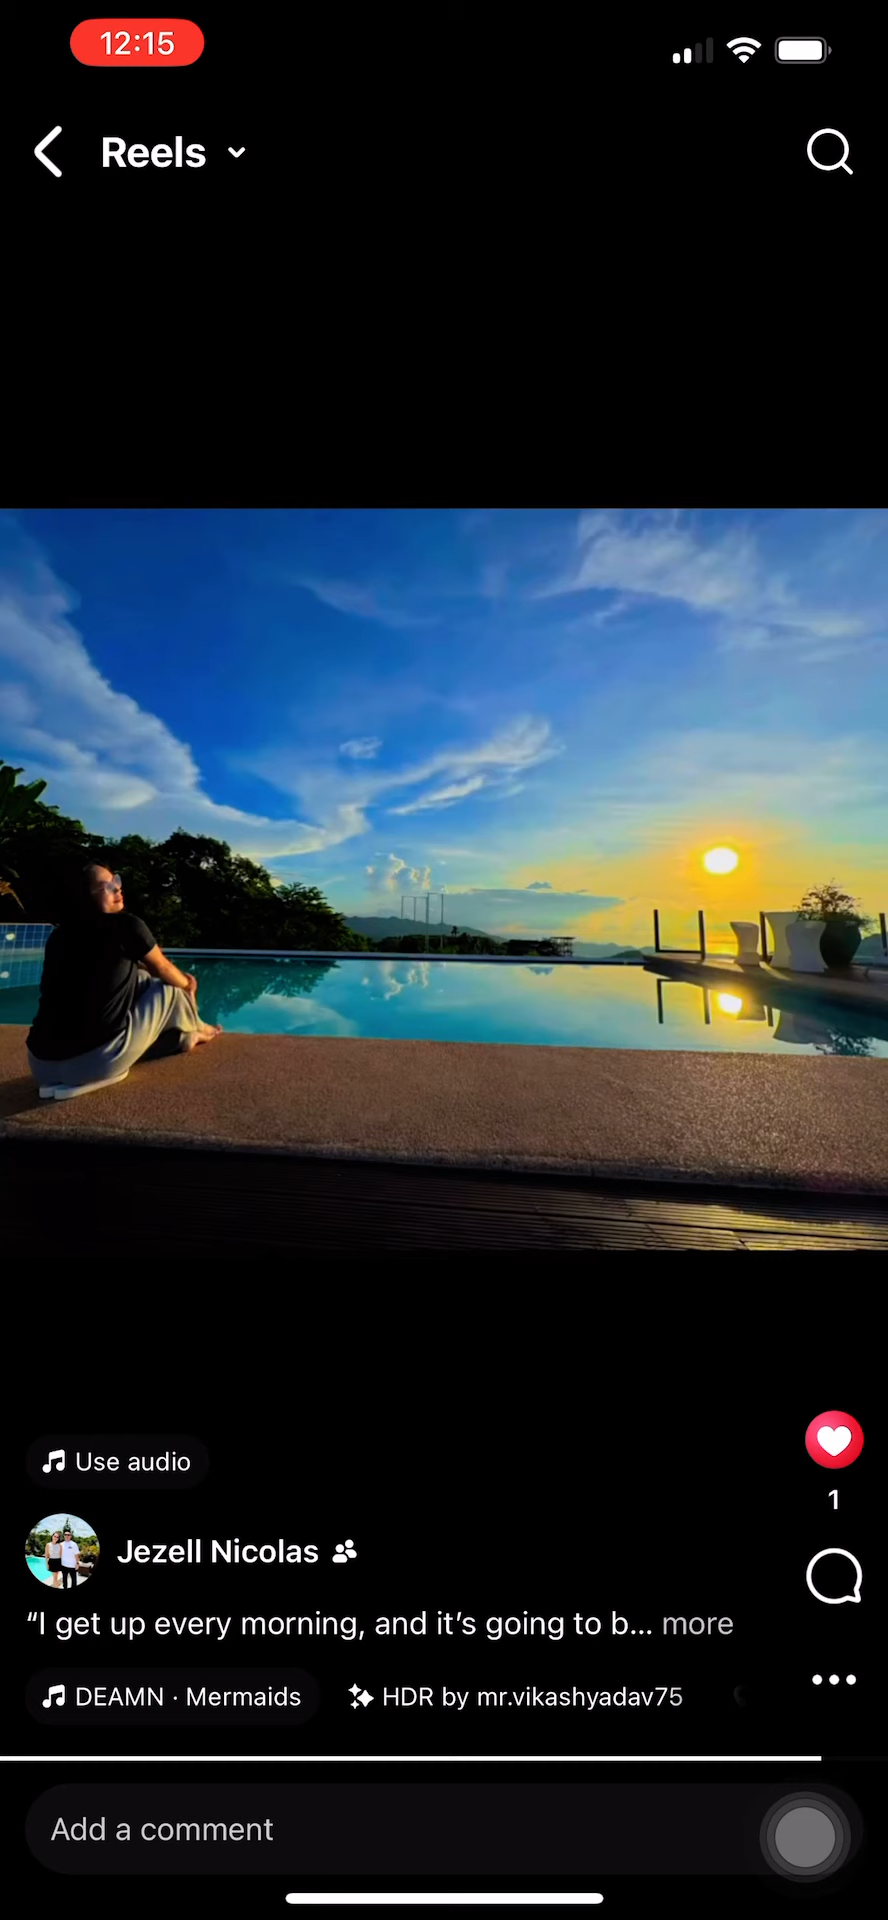 12:15
Reels
Use audio
1
Jezell Nicolas
“I get up every morning, and it’s going to b... more
DEAMN · Mermaids
HDR by mr.vikashyadav75
Add a comment